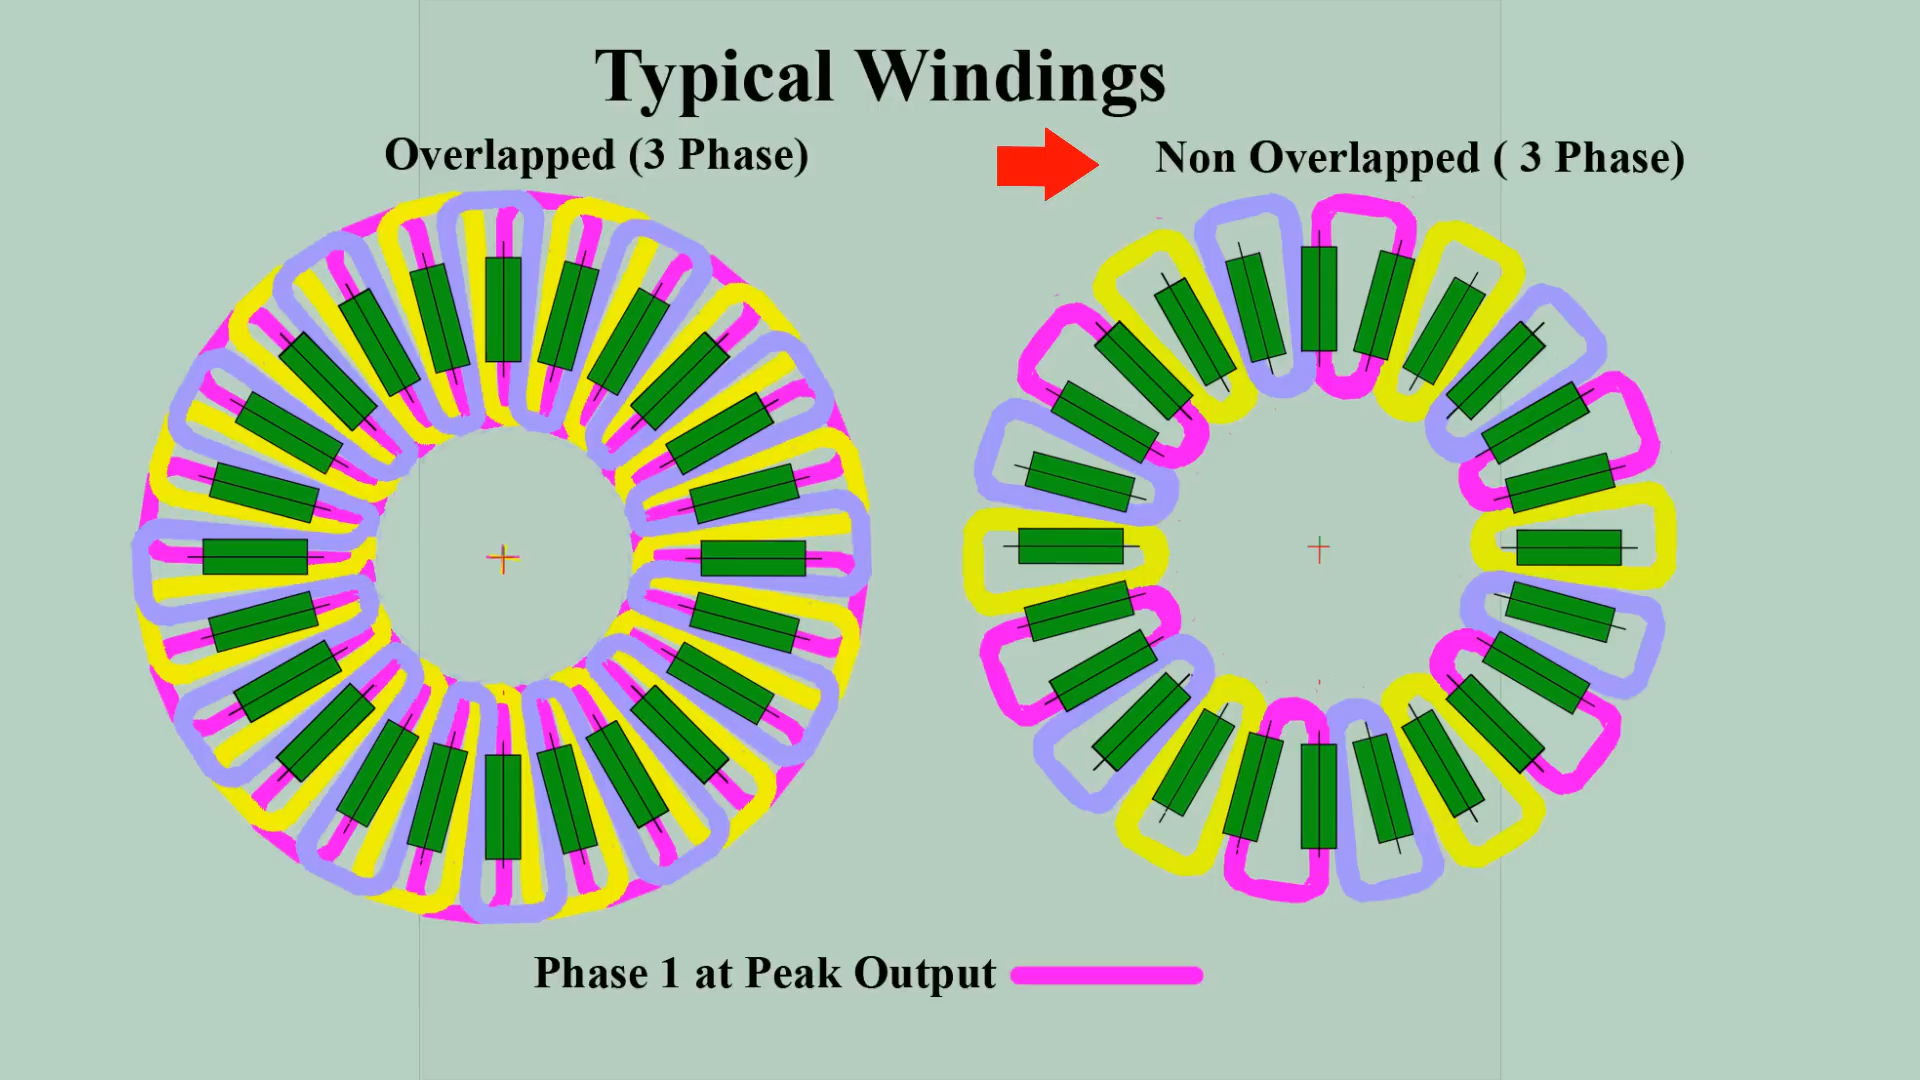 Typical Windings
Overlapped (3 Phase)
Non Overlapped ( 3 Phase)
Phase 1 at Peak Output